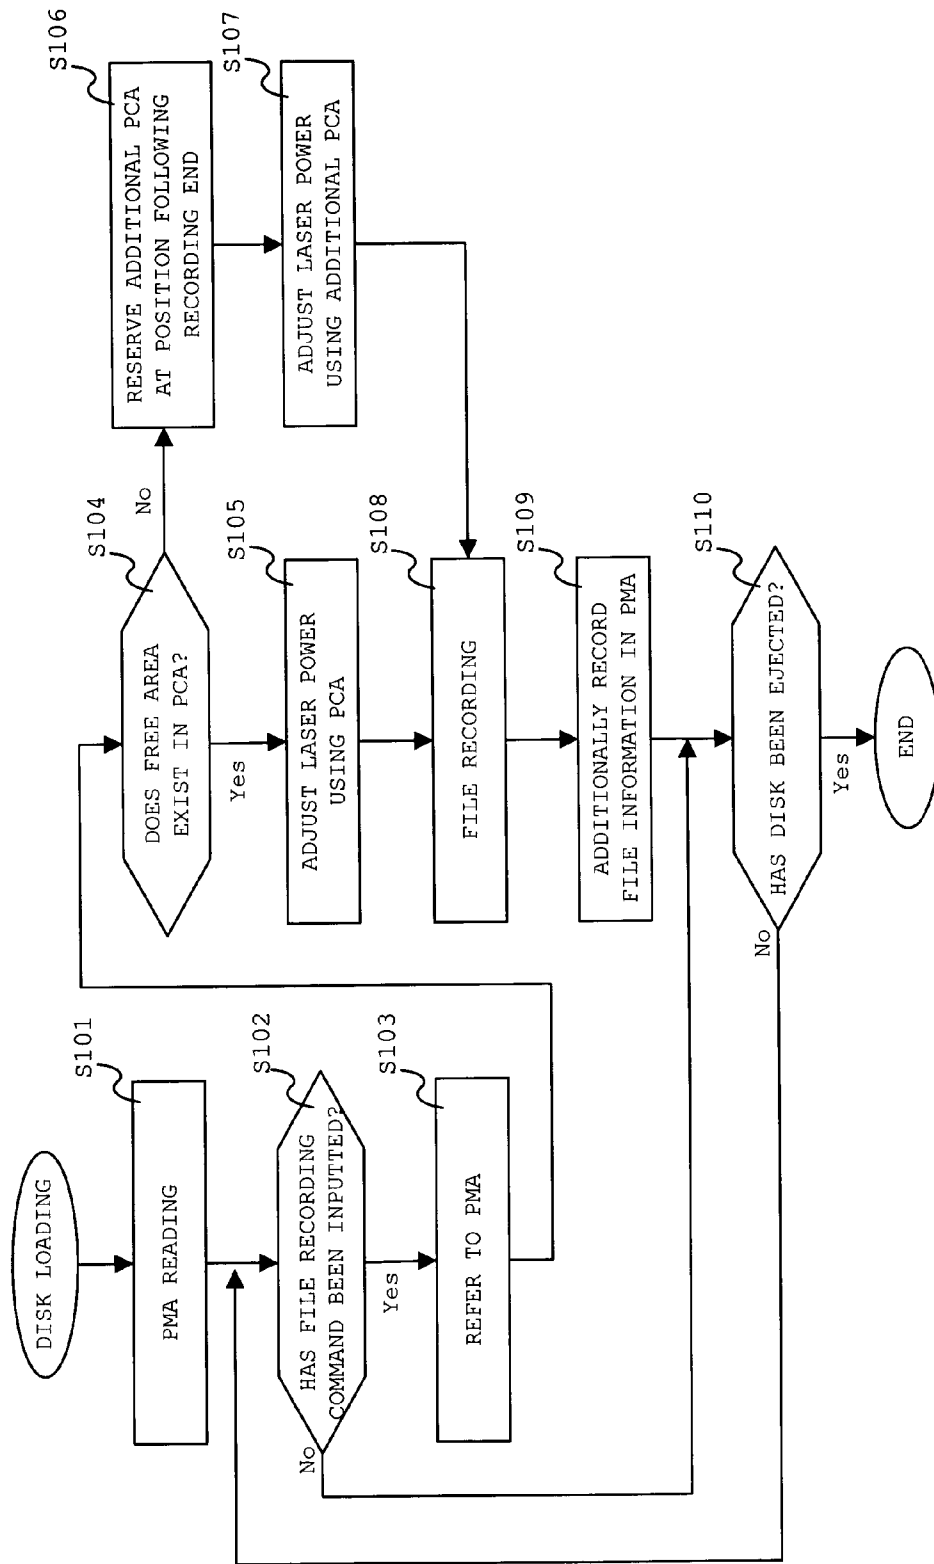 DISK LOADING
S101
PMA READING
S102
HAS FILE RECORDING
COMMAND BEEN INPUTTED?
No
Yes
S103
REFER TO PMA
S104
DOES FREE AREA
EXIST IN PCA?
No
Yes
S105
ADJUST LASER POWER
USING PCA
S106
RESERVE ADDITIONAL PCA
AT POSITION FOLLOWING
RECORDING END
S107
ADJUST LASER POWER
USING ADDITIONAL PCA
S108
FILE RECORDING
S109
ADDITIONALLY RECORD
FILE INFORMATION IN PMA
S110
HAS DISK BEEN EJECTED?
No
Yes
END